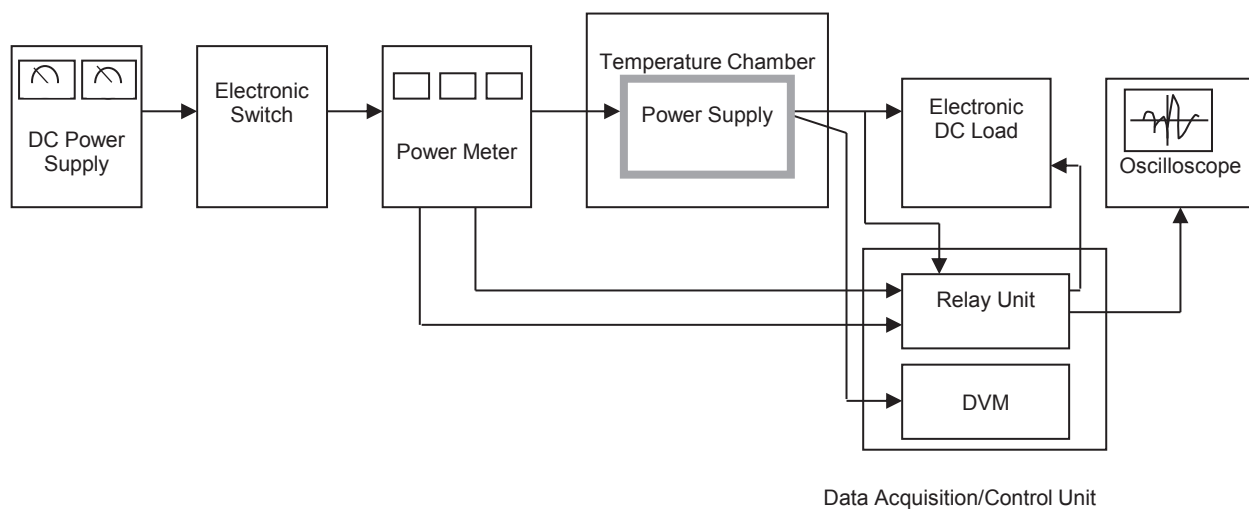 DC Power
Supply
Electronic
Switch
Power Meter
Temperature Chamber
Power Supply
Electronic
DC Load
Oscilloscope
Relay Unit
DVM
Data Acquisition/Control Unit